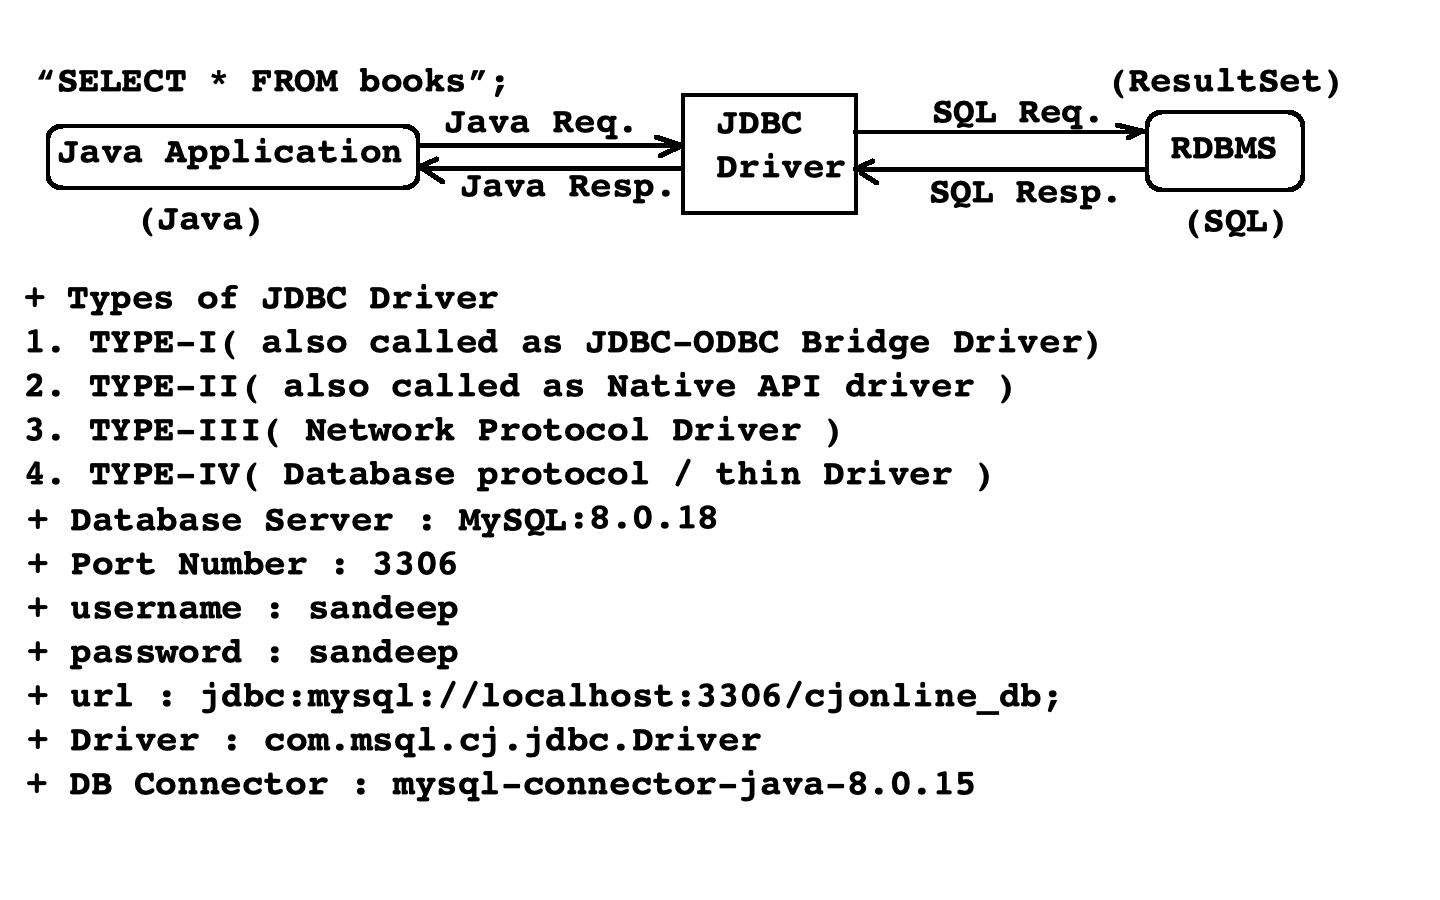 “SELECT * FROM books”;
(ResultSet)
Java Req.
JDBC
Driver
SQL Req.
Java Application
RDBMS
Java Resp.
SQL Resp.
(Java)
(SQL)
+ Types of JDBC Driver
1. TYPE-I( also called as JDBC-ODBC Bridge Driver)
2. TYPE-II( also called as Native API driver )
3. TYPE-III( Network Protocol Driver )
4. TYPE-IV( Database protocol / thin Driver )
+ Database Server : MySQL:8.0.18
+ Port Number : 3306
+ username : sandeep
+ password : sandeep
+ url : jdbc:mysql://localhost:3306/cjonline_db;
+ Driver : com.msql.cj.jdbc.Driver
+ DB Connector : mysql-connector-java-8.0.15